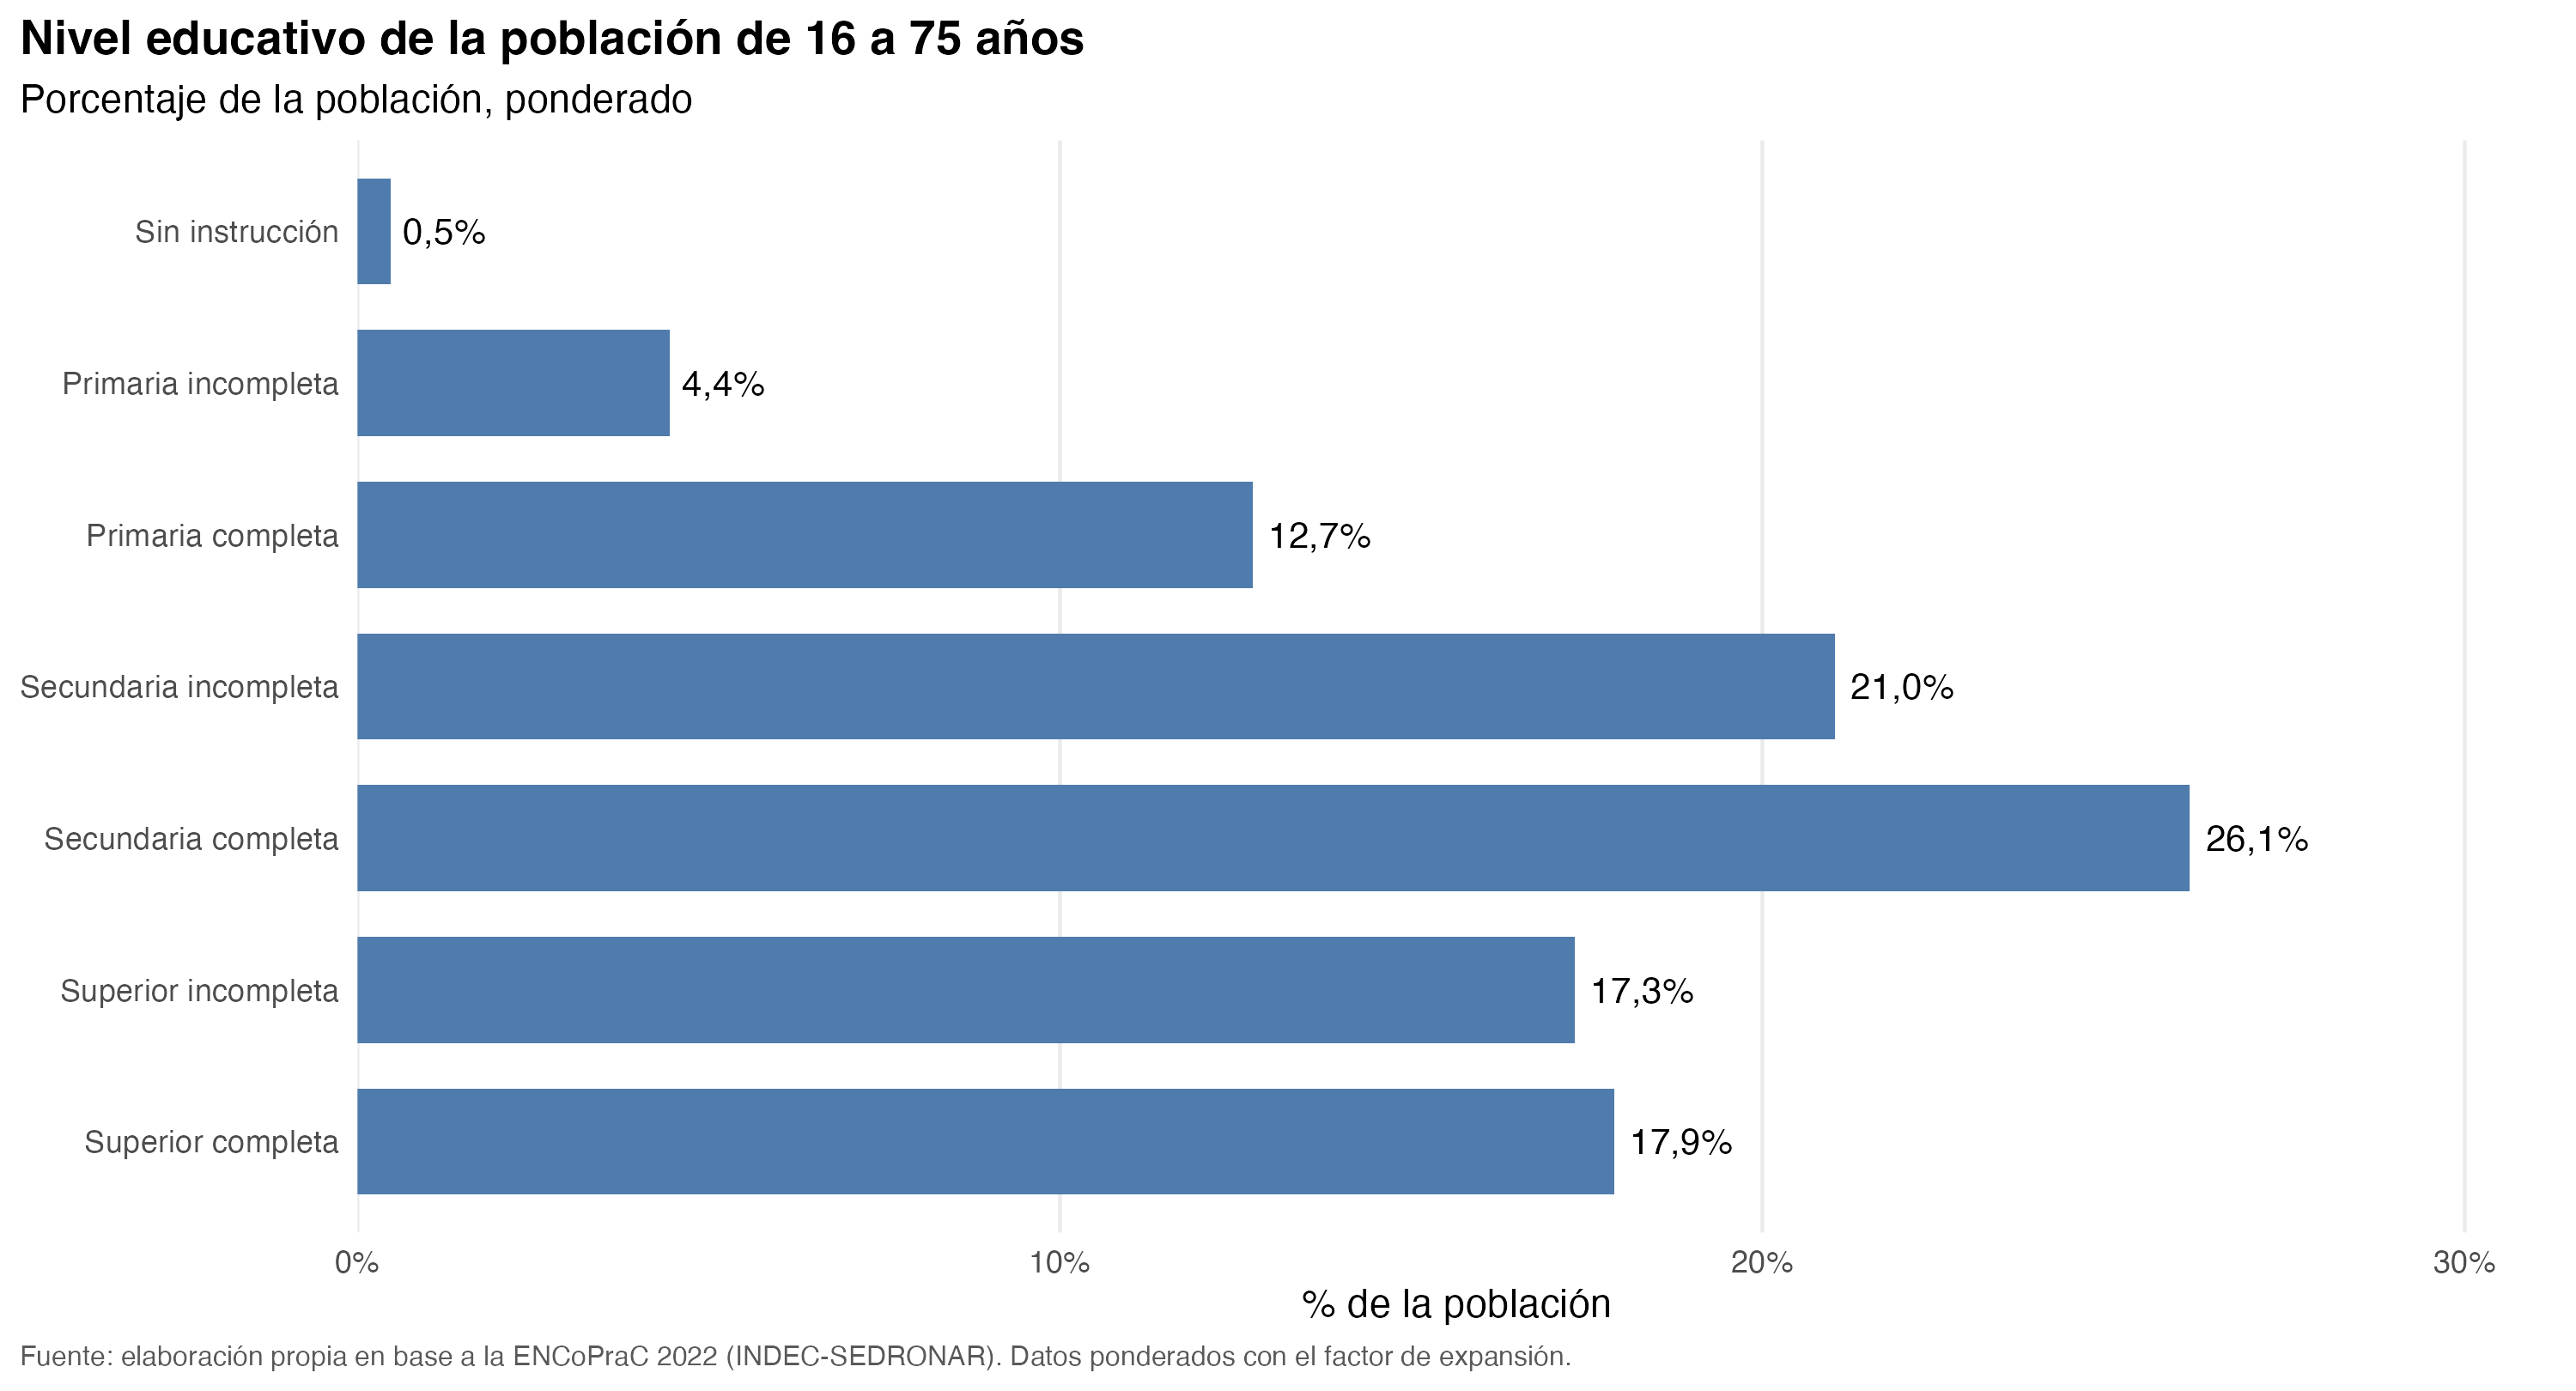 Nivel educativo de la población de 16 a 75 años
Porcentaje de la población, ponderado
Sin instrucción 0,5%
Primaria incompleta 4,4%
Primaria completa 12,7%
Secundaria incompleta 21,0%
Secundaria completa 26,1%
Superior incompleta 17,3%
Superior completa 17,9%
0% 10% 20% 30%
% de la población
Fuente: elaboración propia en base a la ENCoPraC 2022 (INDEC-SEDRONAR). Datos ponderados con el factor de expansión.